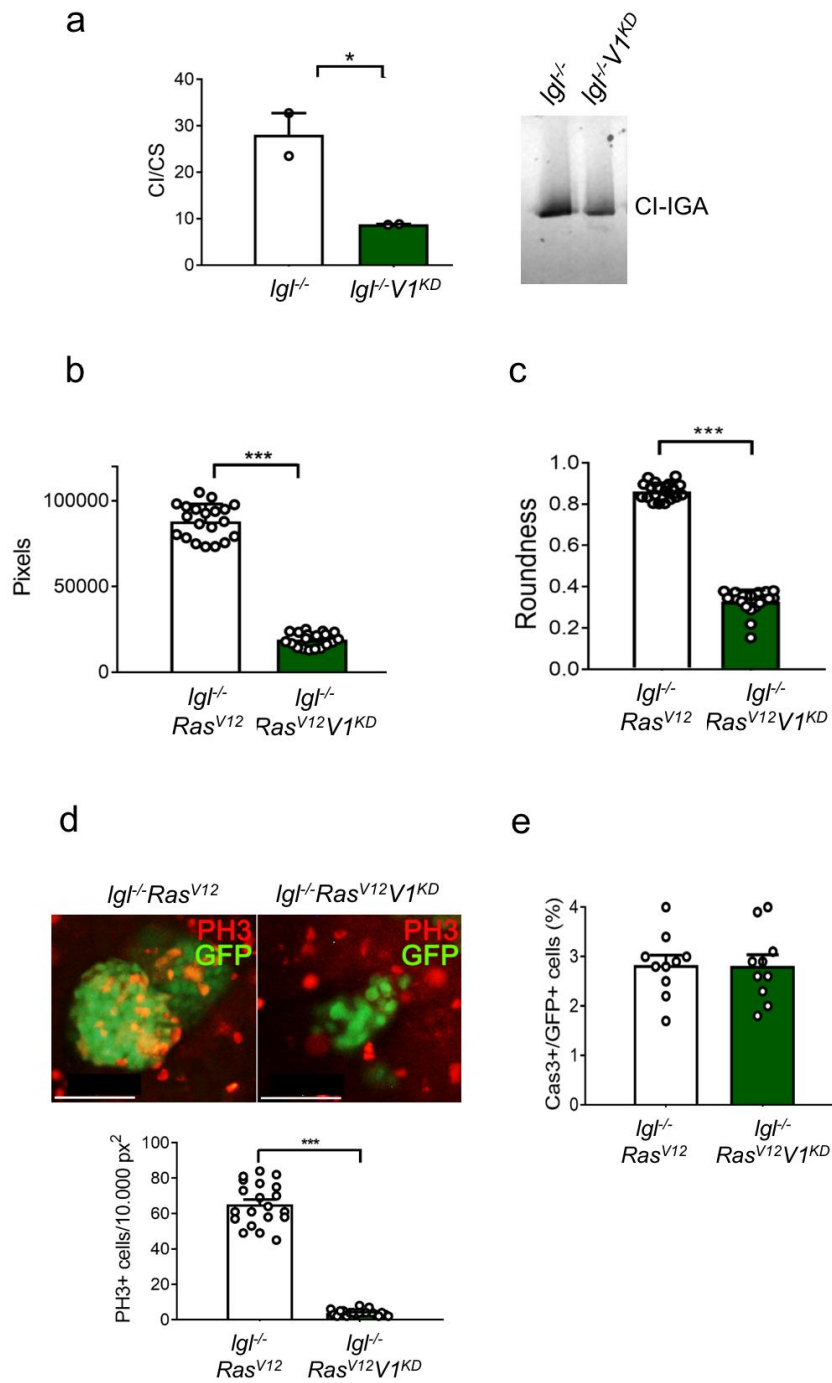 a
*
40
30
20
10
0
CI/CS
lgl-/-
lgl-/-V1KD
lgl-/-
lgl-/-V1KD
CI-IGA
b
***
100000
50000
0
Pixels
lgl-/-
RasV12
lgl-/-
RasV12V1KD
c
***
1.0
0.8
0.6
0.4
0.2
0.0
Roundness
lgl-/-
RasV12
lgl-/-
RasV12V1KD
d
lgl-/-RasV12
lgl-/-RasV12V1KD
PH3
GFP
PH3
GFP
***
100
80
60
40
20
0
PH3+ cells/10.000 px2
lgl-/-
RasV12
lgl-/-
RasV12V1KD
e
4
3
2
1
0
Cas3+/GFP+ cells (%)
lgl-/-
RasV12
lgl-/-
RasV12V1KD